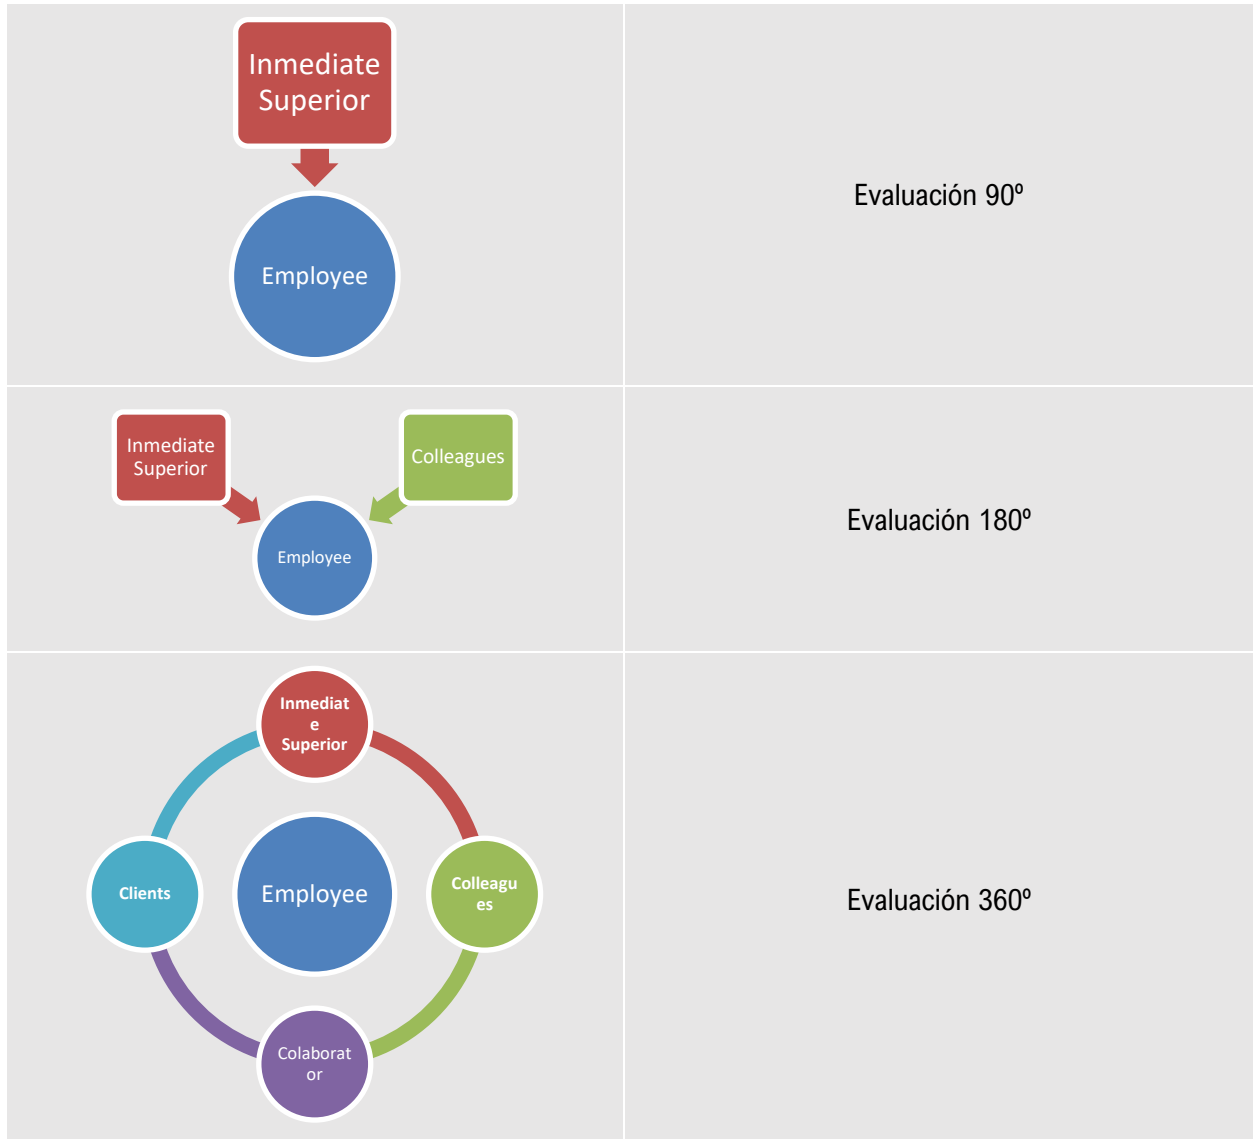 Inmediate
Superior
Employee
Evaluación 90º
Inmediate
Superior
Colleagues
Employee
Evaluación 180º
Inmediat
e
Superior
Clients
Employee
Colleagu
es
Colaborat
or
Evaluación 360º